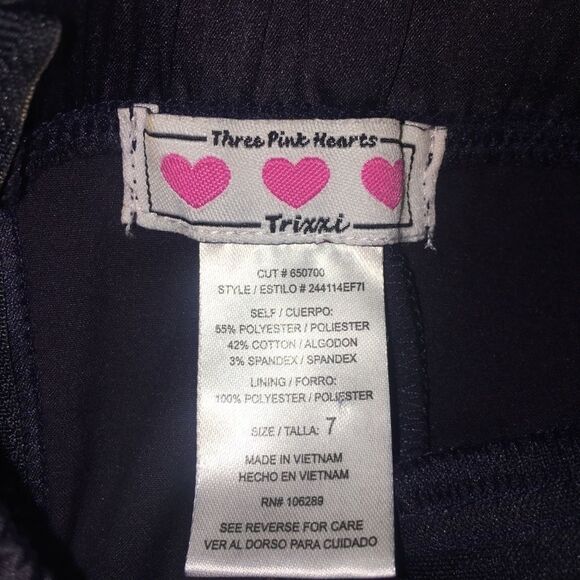 Three Pink Hearts
Trixxi
CUT # 650700
STYLE / ESTILO # 244114EF7I
SELF / CUERPO:
55% POLYESTER / POLIESTER
42% COTTON / ALGODON
3% SPANDEX / SPANDEX
LINING / FORRO:
100% POLYESTER / POLIESTER
SIZE / TALLA: 7
MADE IN VIETNAM
HECHO EN VIETNAM
RN# 106289
SEE REVERSE FOR CARE
VER AL DORSO PARA CUIDADO